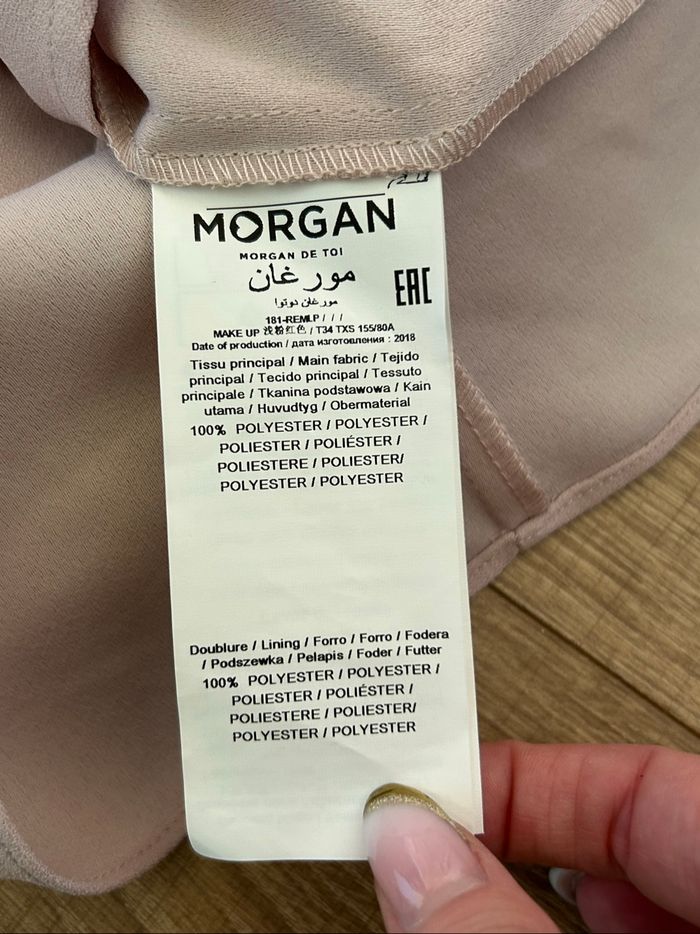 MORGAN
MORGAN DE TOI
مورغان
مورغان دوتوا
EAC
181-REMLP / / /
MAKE UP 浅粉红色 / T34 TXS 155/80A
Date of production / дата изготовления : 2018
Tissu principal / Main fabric / Tejido
principal / Tecido principal / Tessuto
principale / Tkanina podstawowa / Kain
utama / Huvudtyg / Obermaterial
100% POLYESTER / POLYESTER /
POLIESTER / POLIÉSTER /
POLIESTERE / POLIESTER/
POLYESTER / POLYESTER
Doublure / Lining / Forro / Forro / Fodera
/ Podszewka / Pelapis / Foder / Futter
100% POLYESTER / POLYESTER /
POLIESTER / POLIÉSTER /
POLIESTERE / POLIESTER/
POLYESTER / POLYESTER